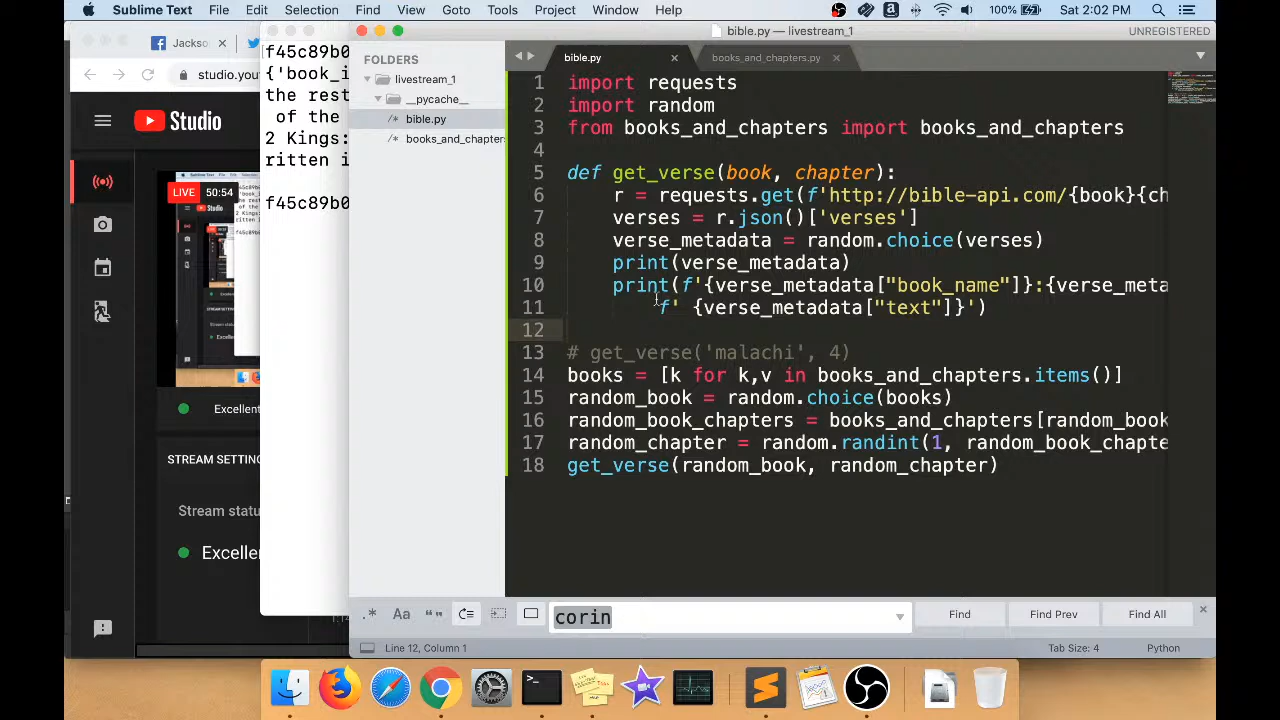 Sublime Text File Edit Selection Find View Goto Tools Project Window Help 100% Sat 2:02 PM
Jackso
studio.you
Studio
LIVE 50:54
Excellent
STREAM SETTING
Stream statu
Excelle
f45c89b0
{'book_i
the rest
of the
2 Kings:
ritten i
f45c89b0
bible.py — livestream_1
UNREGISTERED
FOLDERS
livestream_1
__pycache__
bible.py
books_and_chapters
bible.py books_and_chapters.py
1 import requests
2 import random
3 from books_and_chapters import books_and_chapters
4
5 def get_verse(book, chapter):
6 r = requests.get(f'http://bible-api.com/{book}{ch
7 verses = r.json()['verses']
8 verse_metadata = random.choice(verses)
9 print(verse_metadata)
10 print(f'{verse_metadata["book_name"]}:{verse_meta
11 f' {verse_metadata["text"]}')
12
13 # get_verse('malachi', 4)
14 books = [k for k,v in books_and_chapters.items()]
15 random_book = random.choice(books)
16 random_book_chapters = books_and_chapters[random_book
17 random_chapter = random.randint(1, random_book_chapte
18 get_verse(random_book, random_chapter)
.* Aa “” corin Find Find Prev Find All
Line 12, Column 1 Tab Size: 4 Python